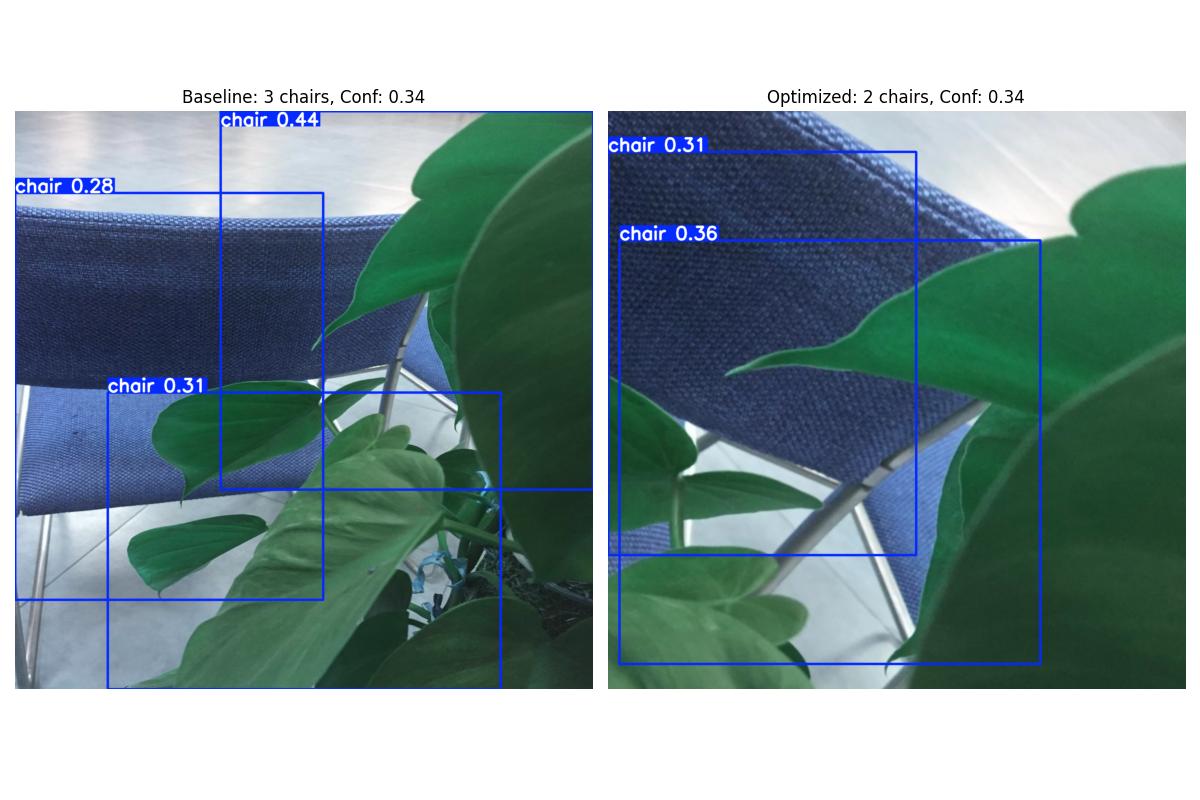 Baseline: 3 chairs, Conf: 0.34
chair 0.44
chair 0.28
chair 0.31
Optimized: 2 chairs, Conf: 0.34
chair 0.31
chair 0.36